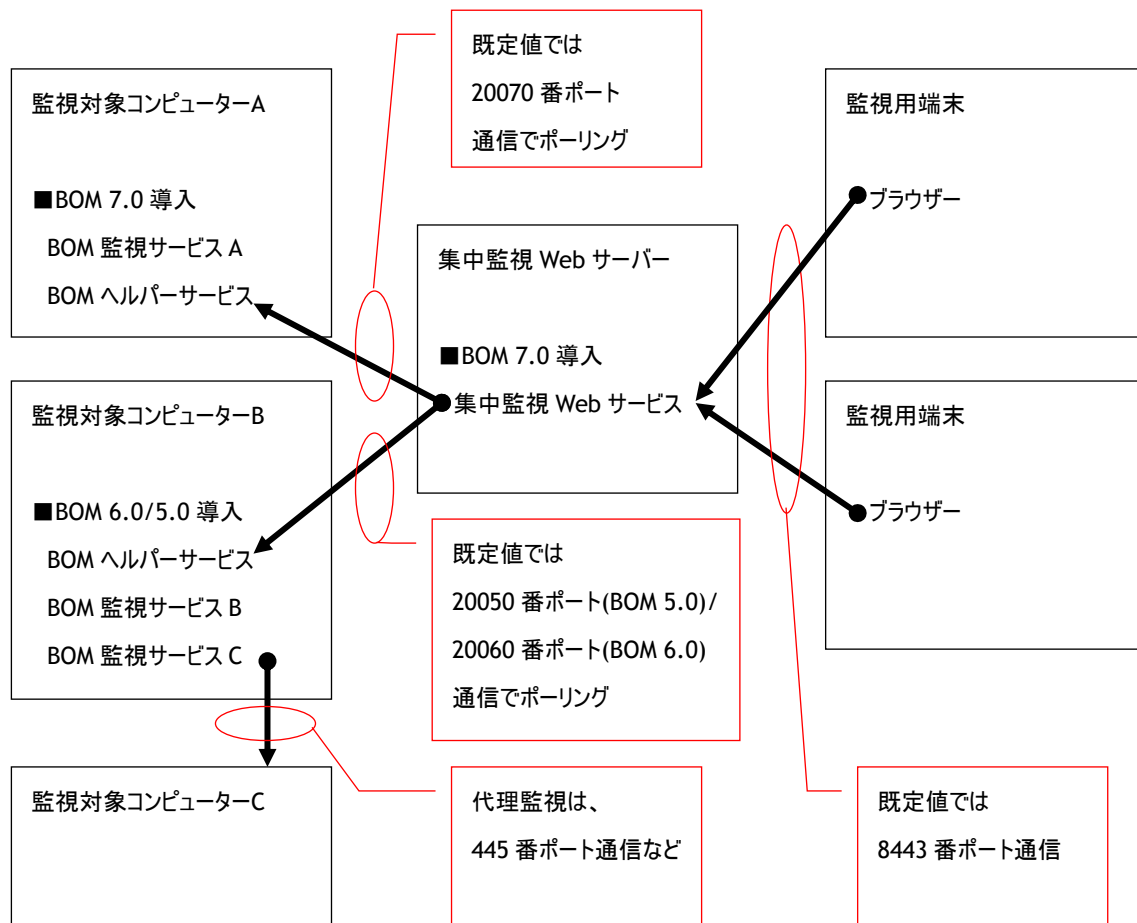 既定値では
20070 番ポート
通信でポーリング
監視対象コンピューターA
■BOM 7.0 導入
BOM 監視サービス A
BOM ヘルパーサービス
監視用端末
ブラウザー
集中監視 Web サーバー
■BOM 7.0 導入
集中監視 Web サービス
監視対象コンピューターB
■BOM 6.0/5.0 導入
BOM ヘルパーサービス
BOM 監視サービス B
BOM 監視サービス C
監視用端末
ブラウザー
既定値では
20050 番ポート(BOM 5.0)/
20060 番ポート(BOM 6.0)
通信でポーリング
監視対象コンピューターC
代理監視は、
445 番ポート通信など
既定値では
8443 番ポート通信